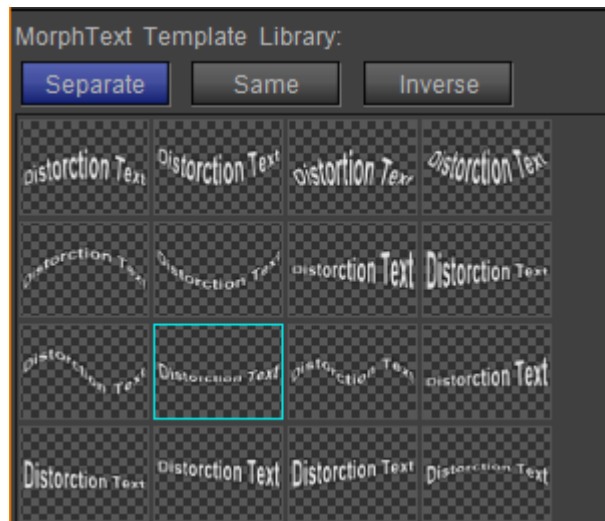 MorphText Template Library:
Separate Same Inverse
Distorction Text Distorction Text Distortion Text Distorction Text
Distorction Text Distorction Text Distorction Text Distorction Text
Distorction Text Distorction Text Distorction Text Distorction Text
Distorction Text Distorction Text Distorction Text Distorction Text